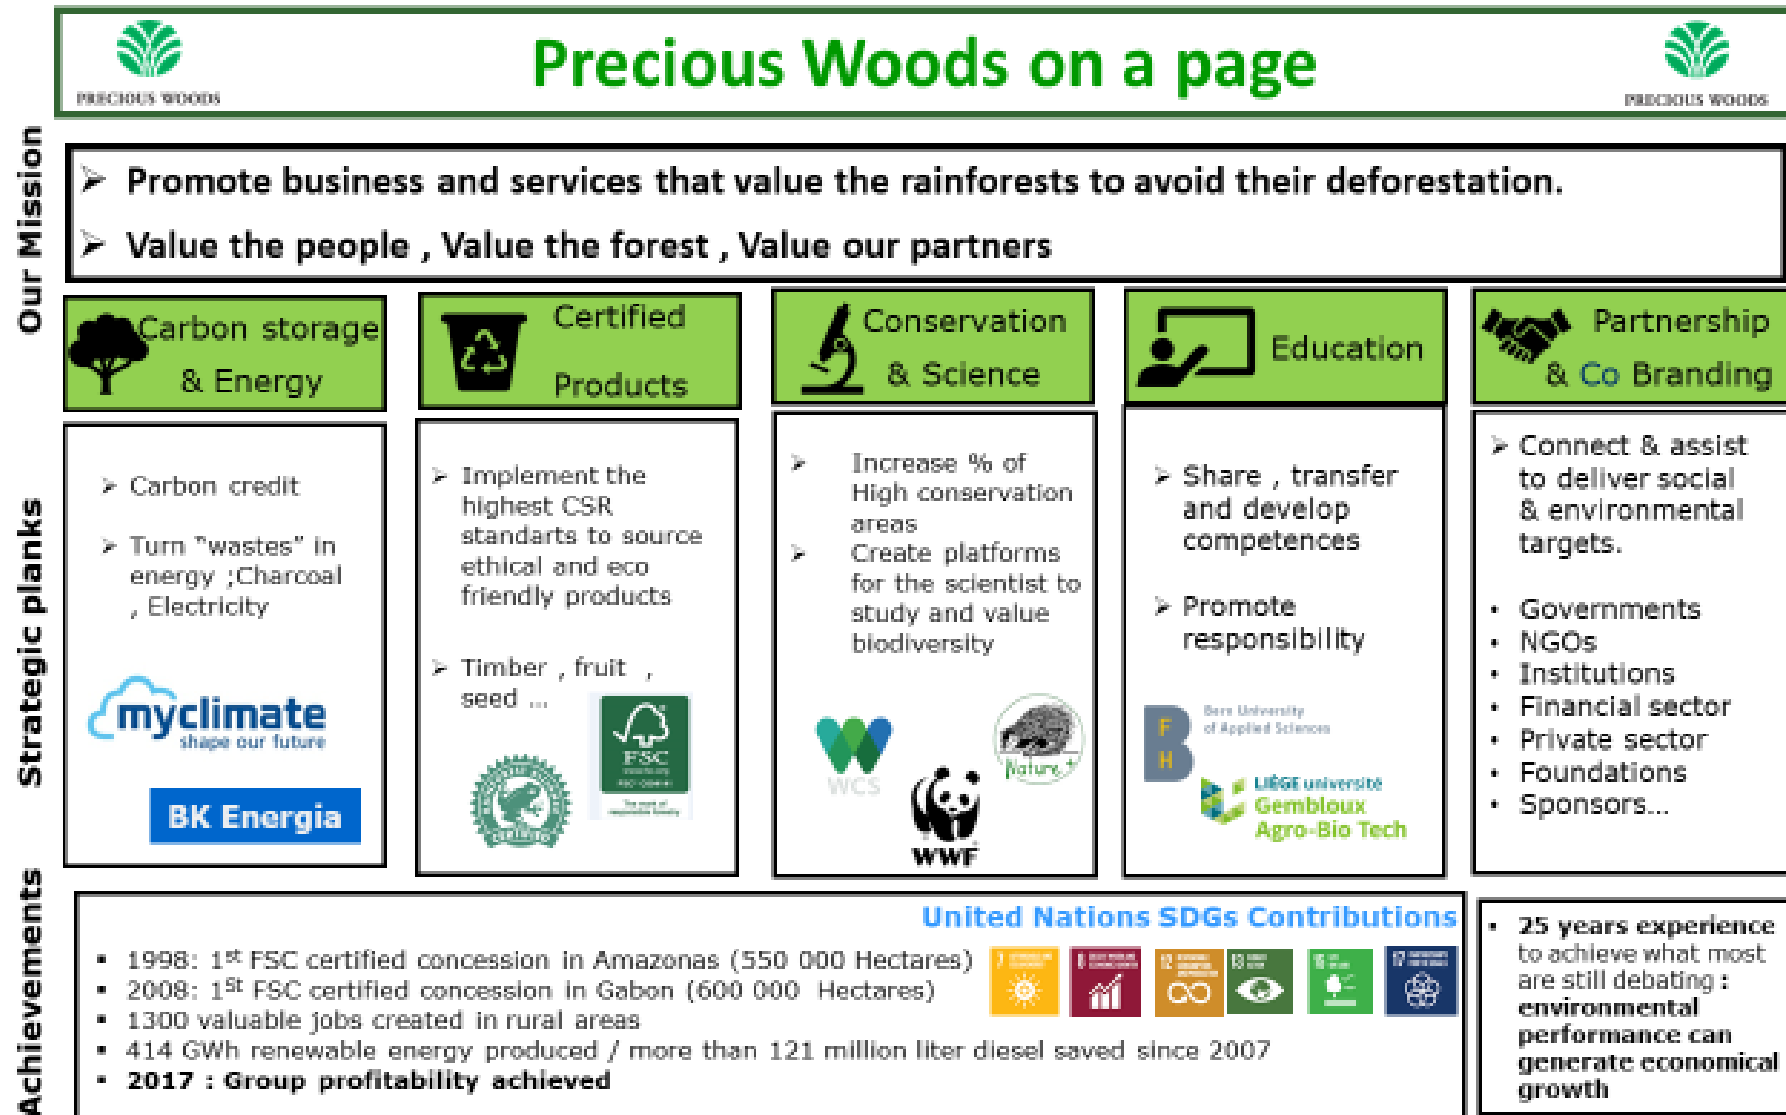 PRECIOUS WOODS
Precious Woods on a page
PRECIOUS WOODS
Our Mission
➢ Promote business and services that value the rainforests to avoid their deforestation.
➢ Value the people , Value the forest , Value our partners
Strategic planks
Carbon storage
& Energy
➢ Carbon credit
➢ Turn "wastes" in
energy ;Charcoal
, Electricity
myclimate
shape our future
BK Energia
Certified
Products
➢ Implement the
highest CSR
standarts to source
ethical and eco
friendly products
➢ Timber , fruit ,
seed ...
FSC
Conservation
& Science
➢ Increase % of
High conservation
areas
➢ Create platforms
for the scientist to
study and value
biodiversity
WCS
Nature +
WWF
Education
➢ Share , transfer
and develop
competences
➢ Promote
responsibility
B
F
H
Bern University
of Applied Sciences
LIÈGE université
Gembloux
Agro-Bio Tech
Partnership
& Co Branding
➢ Connect & assist
to deliver social
& environmental
targets.
• Governments
• NGOs
• Institutions
• Financial sector
• Private sector
• Foundations
• Sponsors...
Achievements
United Nations SDGs Contributions
▪ 1998: 1st FSC certified concession in Amazonas (550 000 Hectares)
▪ 2008: 1St FSC certified concession in Gabon (600 000 Hectares)
▪ 1300 valuable jobs created in rural areas
▪ 414 GWh renewable energy produced / more than 121 million liter diesel saved since 2007
▪ 2017 : Group profitability achieved
7
8
12
13
15
17
▪ 25 years experience
to achieve what most
are still debating :
environmental
performance can
generate economical
growth